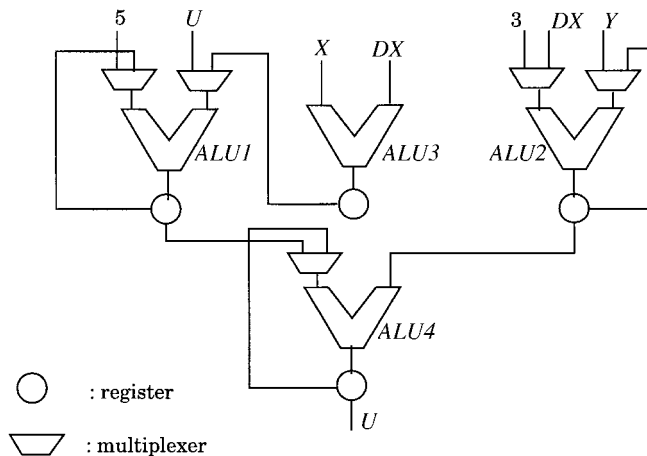 5 U X DX 3 DX Y
ALU1 ALU3 ALU2
ALU4
: register
U
: multiplexer